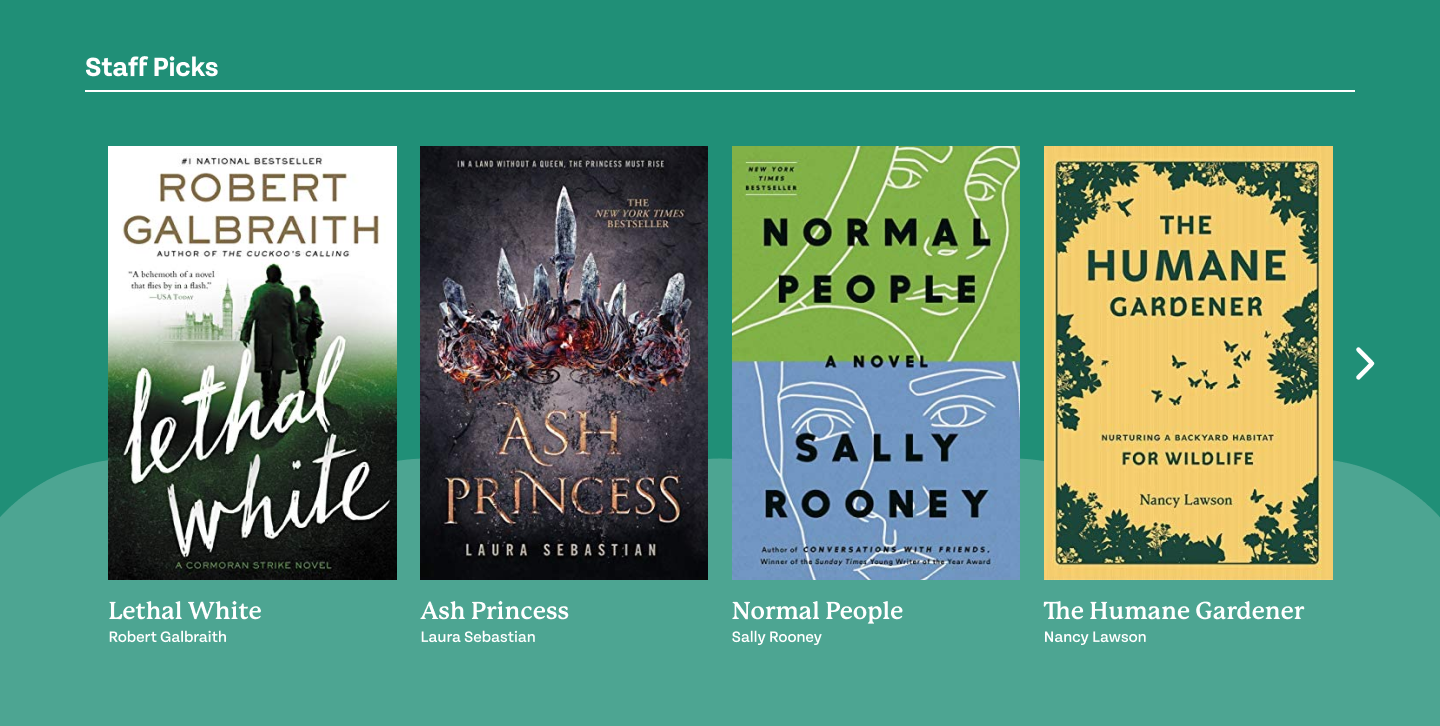 Staff Picks
#1 NATIONAL BESTSELLER
ROBERT
GALBRAITH
AUTHOR OF THE CUCKOO'S CALLING
“A behemoth of a novel
that flies by in a flash.”
—USA TODAY
lethal
white
A CORMORAN STRIKE NOVEL
IN A LAND WITHOUT A QUEEN, THE PRINCESS MUST RISE
THE
NEW YORK TIMES
BESTSELLER
ASH
PRINCESS
LAURA SEBASTIAN
NEW YORK
TIMES
BESTSELLER
NORMAL
PEOPLE
A NOVEL
SALLY
ROONEY
Author of CONVERSATIONS WITH FRIENDS,
Winner of the Sunday Times Young Writer of the Year Award
THE
HUMANE
GARDENER
NURTURING A BACKYARD HABITAT
FOR WILDLIFE
Nancy Lawson
Lethal White
Robert Galbraith
Ash Princess
Laura Sebastian
Normal People
Sally Rooney
The Humane Gardener
Nancy Lawson